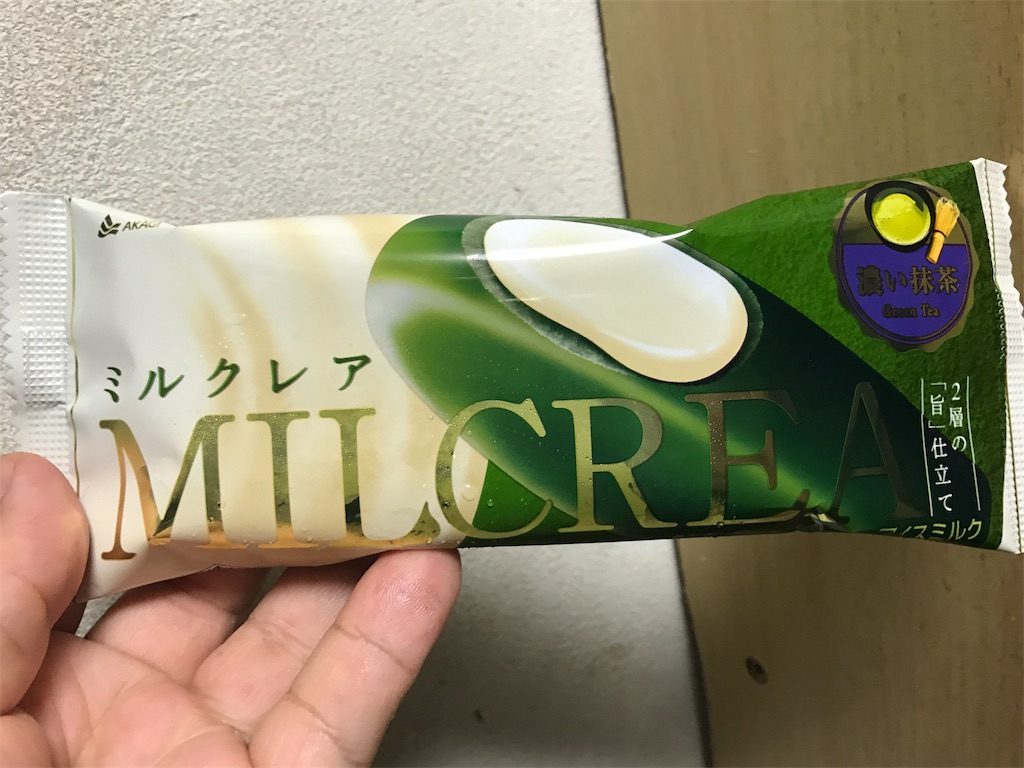 AKAGI
ミルクレア
MILCREA
濃い抹茶
Green Tea
2層の
「旨」仕立て
アイスミルク